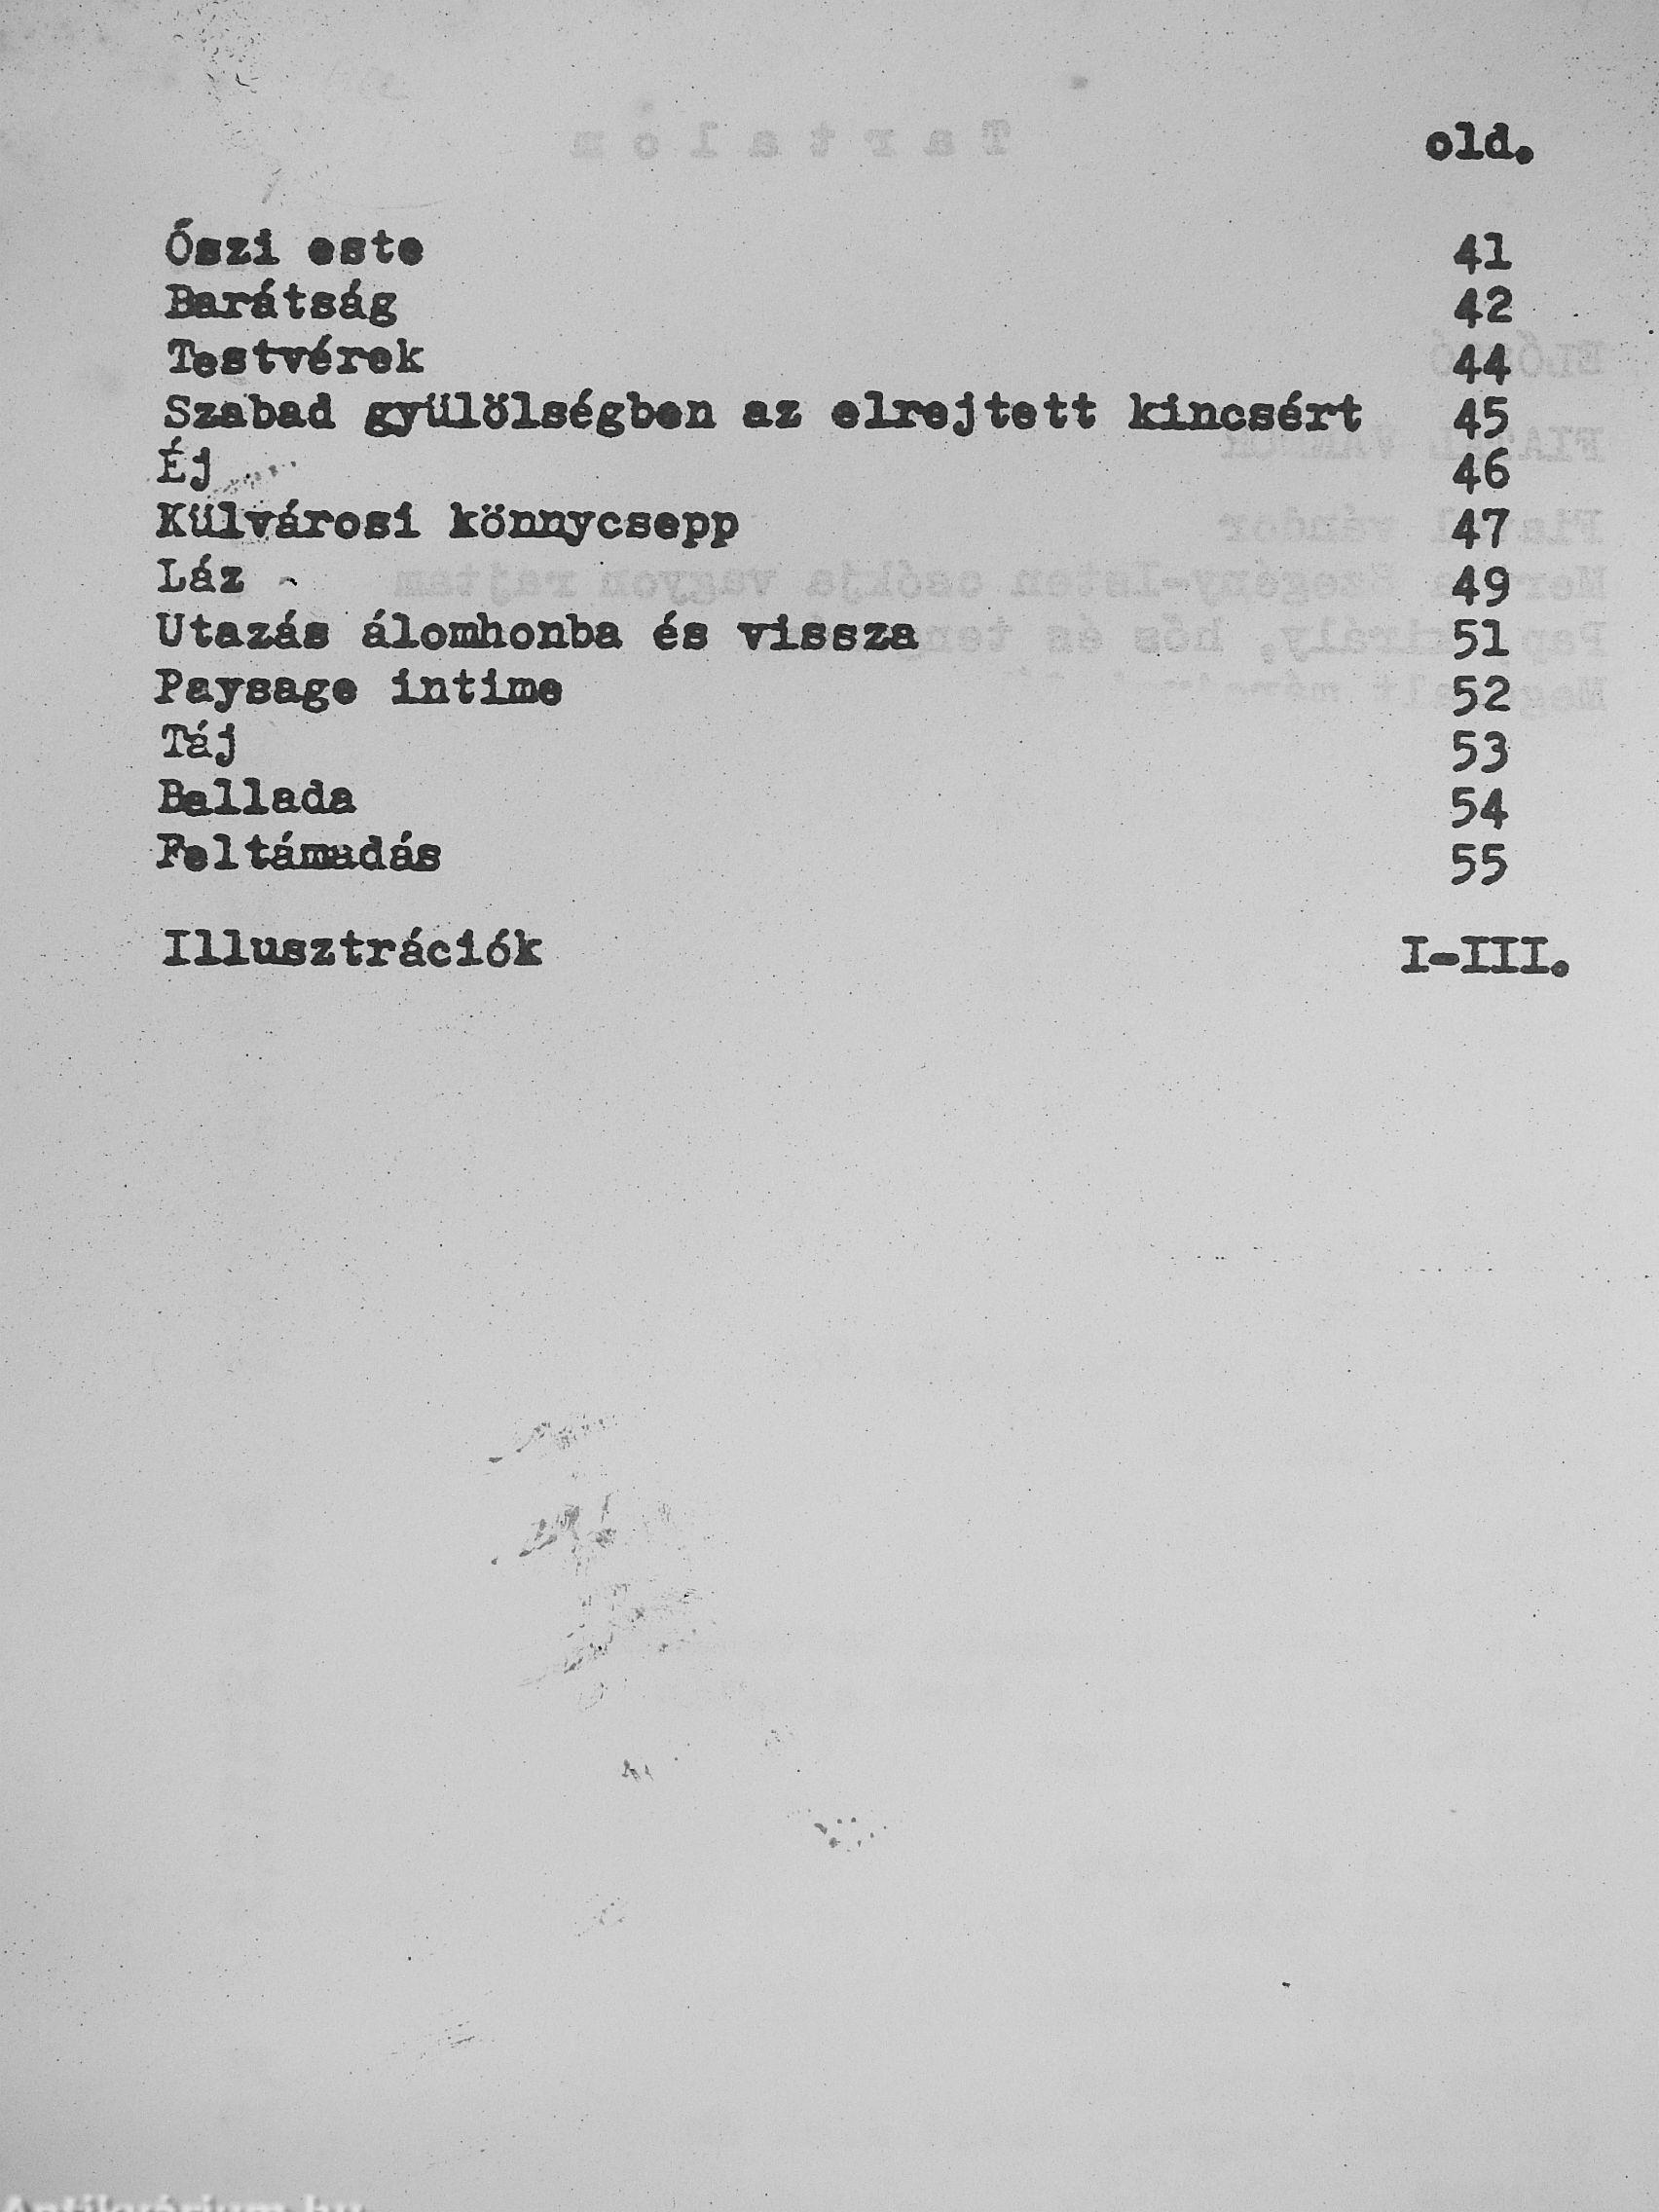 old.
Őszi este 41
Barátság 42
Testvérek 44
Szabad gyülölségben az elrejtett kincsért 45
Éj 46
Külvárosi könnycsepp 47
Láz 49
Utazás álomhonba és vissza 51
Paysage intime 52
Táj 53
Ballada 54
Feltámadás 55
Illusztrációk I-III.